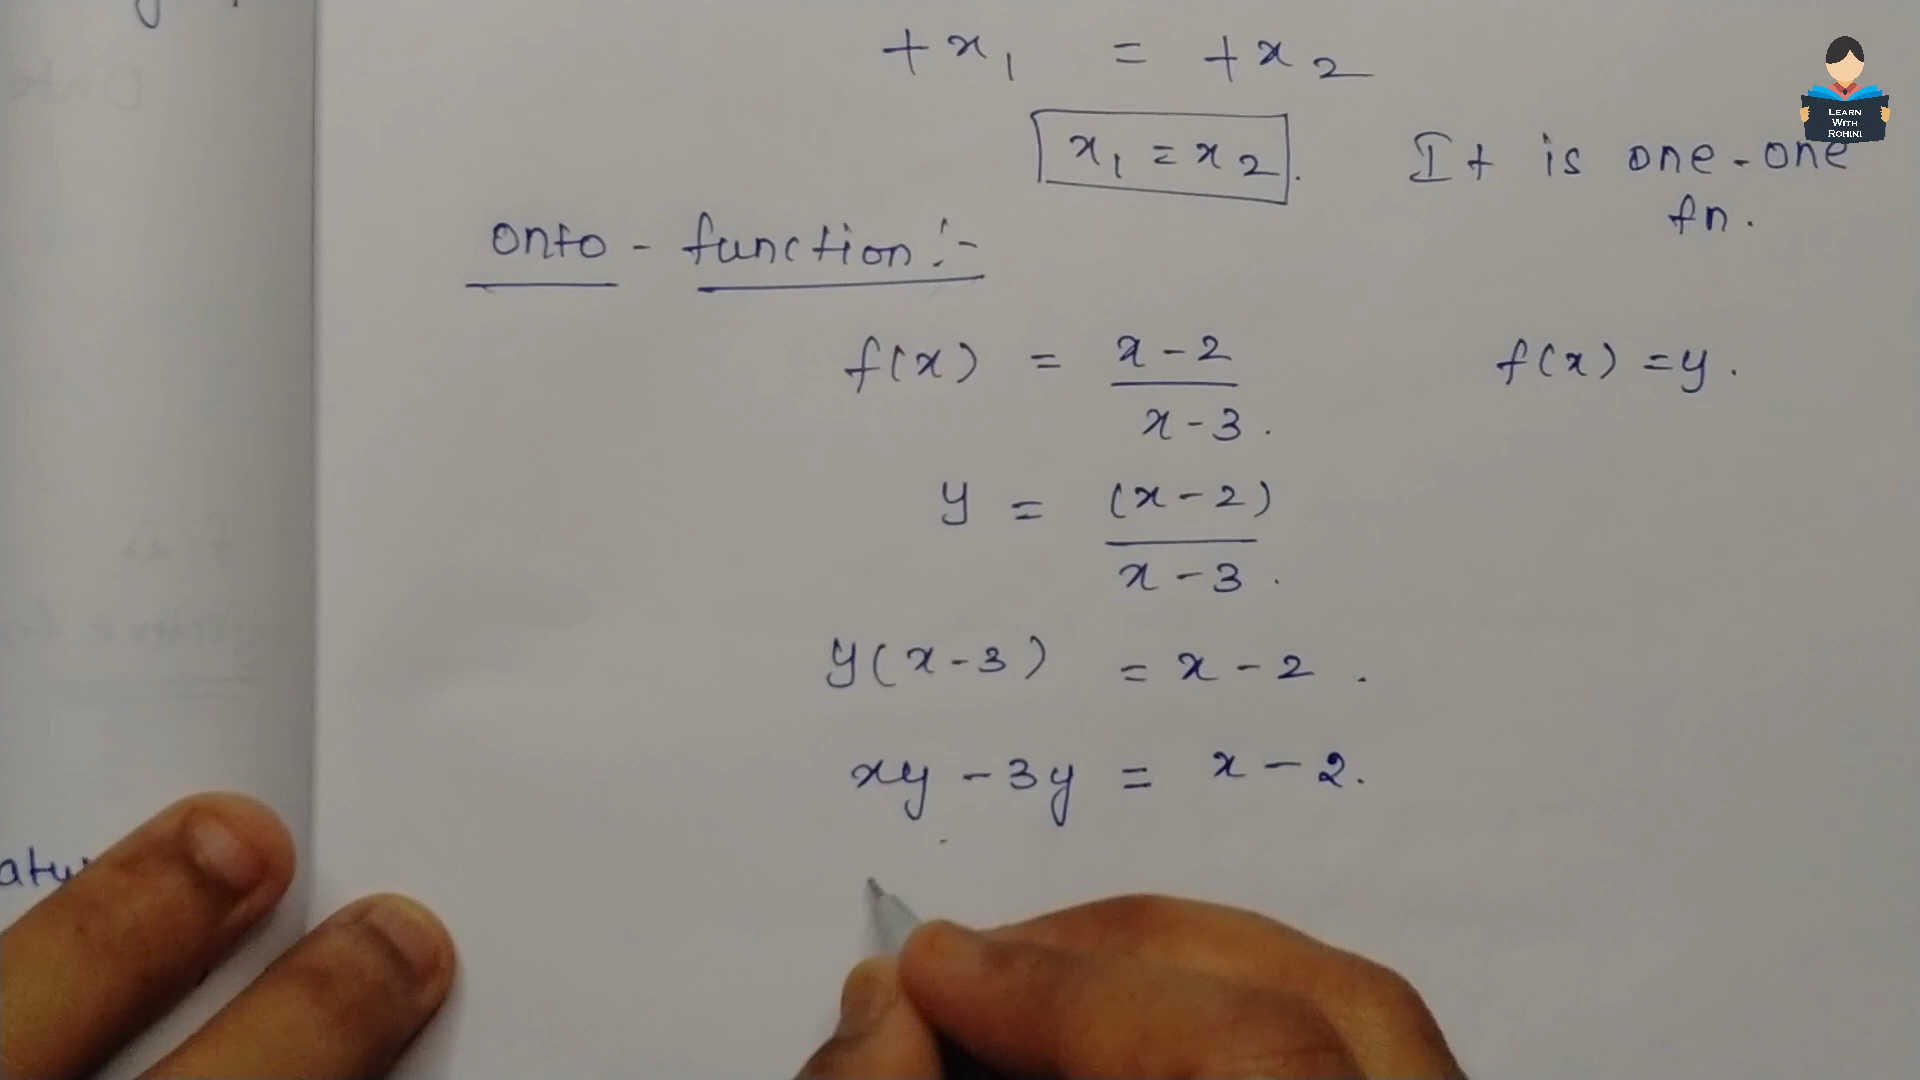 +x₁ = +x₂
LEARN
WITH
ROHINI
x₁ = x₂. It is one-one
fn.
onto - function :-
f(x) = x-2 / x-3. f(x) = y.
y = (x-2) / x-3.
y(x-3) = x-2.
xy - 3y = x - 2.